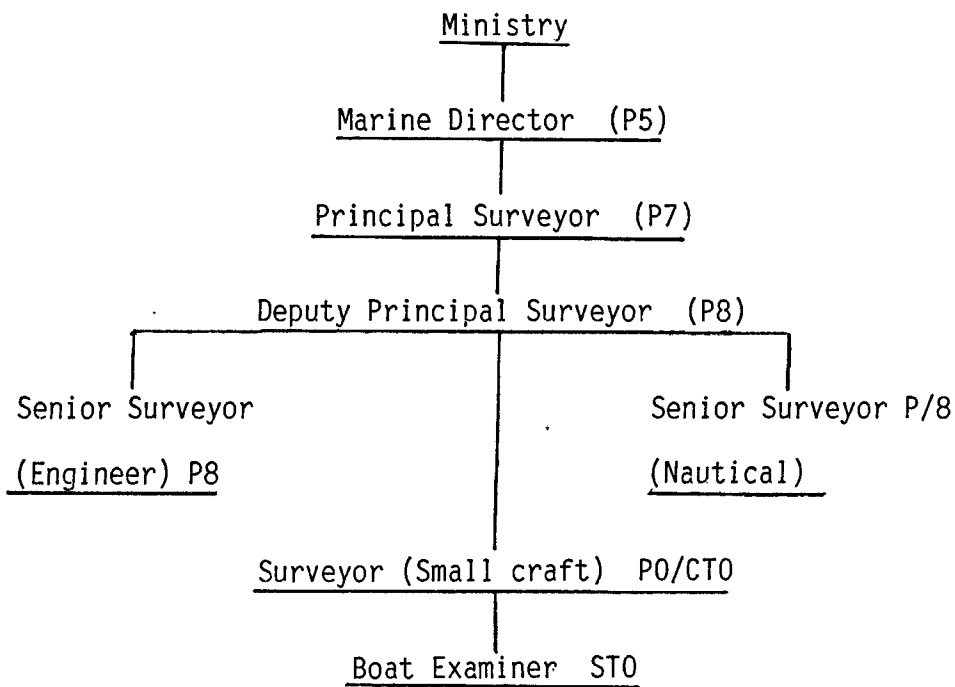 Ministry
Marine Director (P5)
Principal Surveyor (P7)
Deputy Principal Surveyor (P8)
Senior Surveyor
(Engineer) P8
Senior Surveyor P/8
(Nautical)
Surveyor (Small craft) PO/CTO
Boat Examiner STO